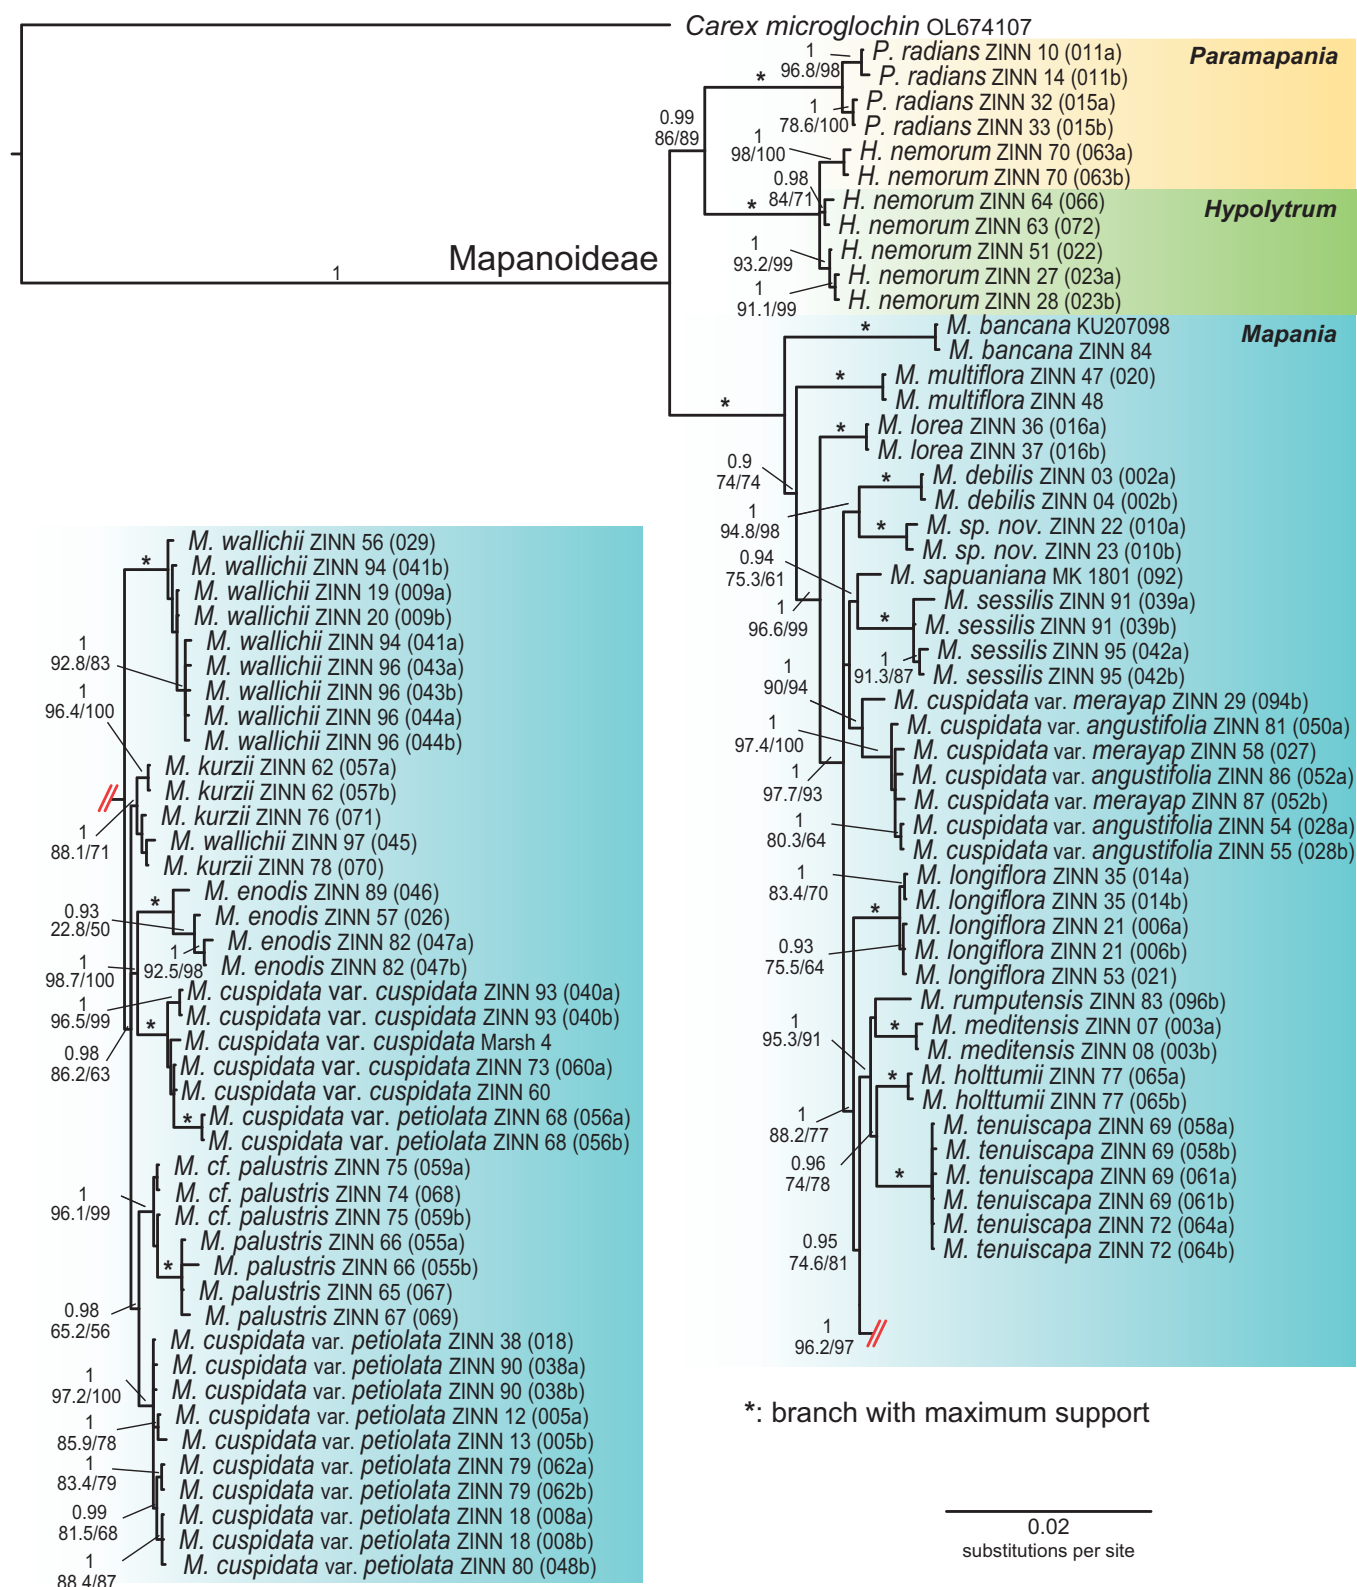 Carex microglochin OL674107
1
96.8/98
P. radians ZINN 10 (011a)
Paramapania
*
P. radians ZINN 14 (011b)
1
78.6/100
P. radians ZINN 32 (015a)
P. radians ZINN 33 (015b)
0.99
86/89
1
98/100
H. nemorum ZINN 70 (063a)
H. nemorum ZINN 70 (063b)
0.98
84/71
*
H. nemorum ZINN 64 (066)
Hypolytrum
H. nemorum ZINN 63 (072)
1
93.2/99
H. nemorum ZINN 51 (022)
Mapanoideae
1
H. nemorum ZINN 27 (023a)
1
91.1/99
H. nemorum ZINN 28 (023b)
*
M. bancana KU207098
Mapania
M. bancana ZINN 84
*
*
M. multiflora ZINN 47 (020)
M. multiflora ZINN 48
*
M. lorea ZINN 36 (016a)
M. lorea ZINN 37 (016b)
0.9
74/74
*
M. debilis ZINN 03 (002a)
M. debilis ZINN 04 (002b)
1
94.8/98
*
M. sp. nov. ZINN 22 (010a)
M. sp. nov. ZINN 23 (010b)
0.94
75.3/61
M. sapuaniana MK 1801 (092)
M. sessilis ZINN 91 (039a)
1
96.6/99
*
M. sessilis ZINN 91 (039b)
1
91.3/87
M. sessilis ZINN 95 (042a)
M. sessilis ZINN 95 (042b)
1
90/94
M. cuspidata var. merayap ZINN 29 (094b)
M. cuspidata var. angustifolia ZINN 81 (050a)
1
97.4/100
M. cuspidata var. merayap ZINN 58 (027)
M. cuspidata var. angustifolia ZINN 86 (052a)
1
97.7/93
M. cuspidata var. merayap ZINN 87 (052b)
1
80.3/64
M. cuspidata var. angustifolia ZINN 54 (028a)
M. cuspidata var. angustifolia ZINN 55 (028b)
1
83.4/70
M. longiflora ZINN 35 (014a)
M. longiflora ZINN 35 (014b)
*
M. longiflora ZINN 21 (006a)
0.93
75.5/64
M. longiflora ZINN 21 (006b)
M. longiflora ZINN 53 (021)
M. rumputensis ZINN 83 (096b)
1
95.3/91
*
M. meditensis ZINN 07 (003a)
M. meditensis ZINN 08 (003b)
*
M. holttumii ZINN 77 (065a)
M. holttumii ZINN 77 (065b)
1
88.2/77
M. tenuiscapa ZINN 69 (058a)
M. tenuiscapa ZINN 69 (058b)
0.96
74/78
*
M. tenuiscapa ZINN 69 (061a)
M. tenuiscapa ZINN 69 (061b)
M. tenuiscapa ZINN 72 (064a)
M. tenuiscapa ZINN 72 (064b)
0.95
74.6/81
1
96.2/97
M. wallichii ZINN 56 (029)
*
M. wallichii ZINN 94 (041b)
M. wallichii ZINN 19 (009a)
M. wallichii ZINN 20 (009b)
1
92.8/83
M. wallichii ZINN 94 (041a)
M. wallichii ZINN 96 (043a)
M. wallichii ZINN 96 (043b)
M. wallichii ZINN 96 (044a)
M. wallichii ZINN 96 (044b)
1
96.4/100
M. kurzii ZINN 62 (057a)
M. kurzii ZINN 62 (057b)
M. kurzii ZINN 76 (071)
1
88.1/71
M. wallichii ZINN 97 (045)
M. kurzii ZINN 78 (070)
*
M. enodis ZINN 89 (046)
0.93
22.8/50
M. enodis ZINN 57 (026)
1
92.5/98
M. enodis ZINN 82 (047a)
M. enodis ZINN 82 (047b)
1
98.7/100
1
96.5/99
M. cuspidata var. cuspidata ZINN 93 (040a)
M. cuspidata var. cuspidata ZINN 93 (040b)
*
M. cuspidata var. cuspidata Marsh 4
0.98
86.2/63
M. cuspidata var. cuspidata ZINN 73 (060a)
M. cuspidata var. cuspidata ZINN 60
*
M. cuspidata var. petiolata ZINN 68 (056a)
M. cuspidata var. petiolata ZINN 68 (056b)
M. cf. palustris ZINN 75 (059a)
1
96.1/99
M. cf. palustris ZINN 74 (068)
M. cf. palustris ZINN 75 (059b)
M. palustris ZINN 66 (055a)
*
M. palustris ZINN 66 (055b)
M. palustris ZINN 65 (067)
M. palustris ZINN 67 (069)
0.98
65.2/56
M. cuspidata var. petiolata ZINN 38 (018)
M. cuspidata var. petiolata ZINN 90 (038a)
1
97.2/100
M. cuspidata var. petiolata ZINN 90 (038b)
M. cuspidata var. petiolata ZINN 12 (005a)
1
85.9/78
M. cuspidata var. petiolata ZINN 13 (005b)
1
83.4/79
M. cuspidata var. petiolata ZINN 79 (062a)
M. cuspidata var. petiolata ZINN 79 (062b)
0.99
81.5/68
M. cuspidata var. petiolata ZINN 18 (008a)
M. cuspidata var. petiolata ZINN 18 (008b)
1
88.4/87
M. cuspidata var. petiolata ZINN 80 (048b)
*: branch with maximum support
0.02
substitutions per site